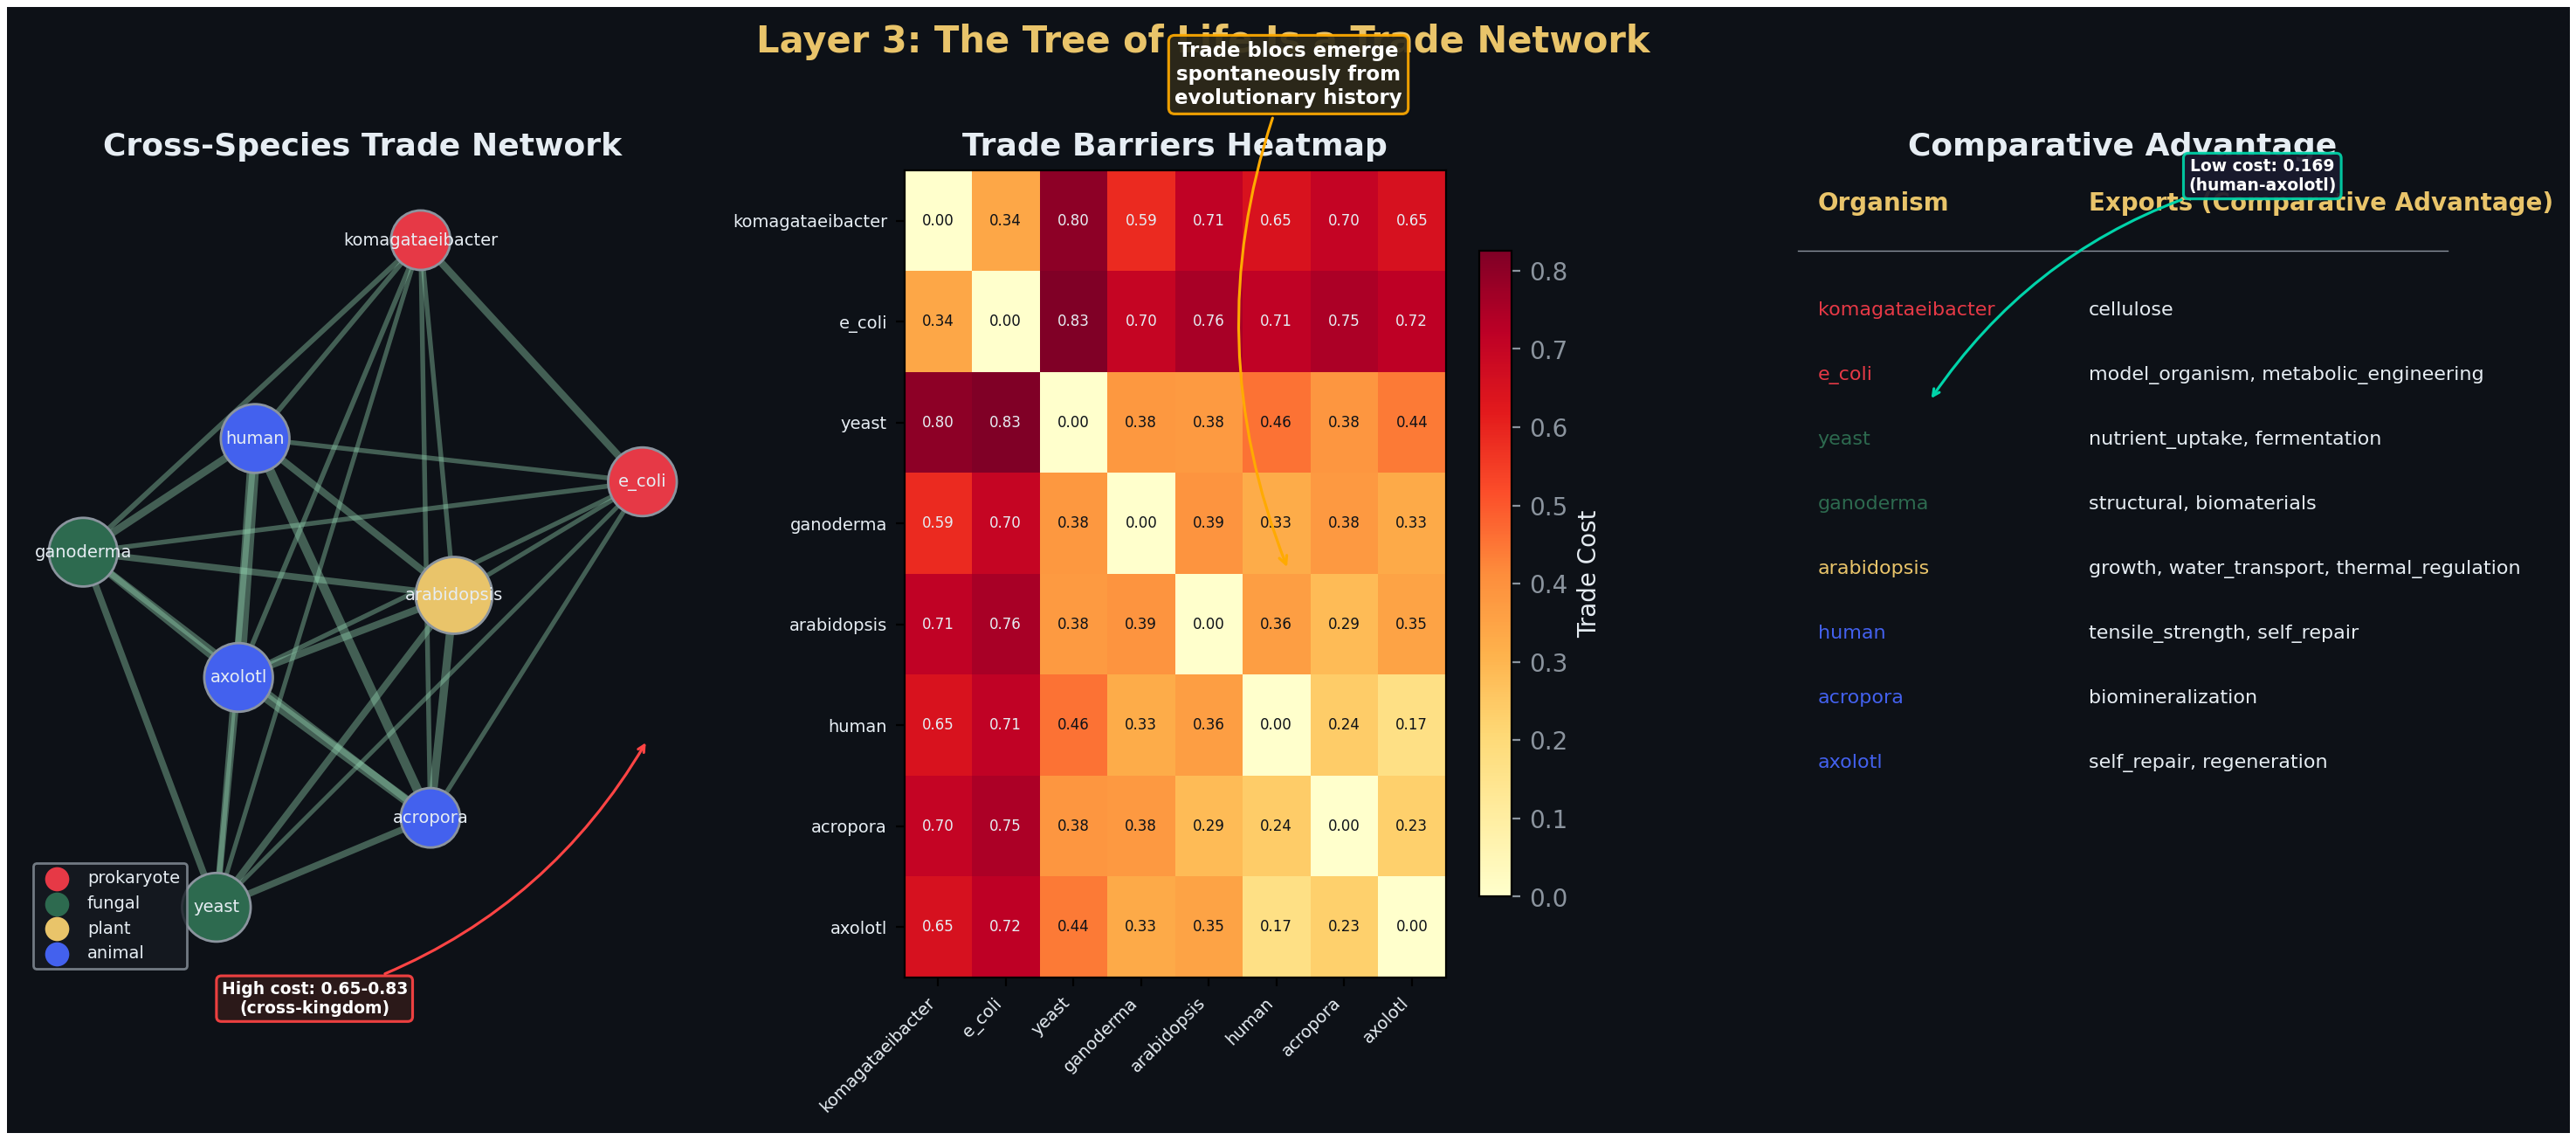 Layer 3: The Tree of Life Is a Trade Network
Trade blocs emerge
spontaneously from
evolutionary history
Cross-Species Trade Network
komagataeibacter
human
e_coli
ganoderma
arabidopsis
axolotl
acropora
yeast
prokaryote
fungal
plant
animal
High cost: 0.65-0.83
(cross-kingdom)
Trade Barriers Heatmap
komagataeibacter 0.00 0.34 0.80 0.59 0.71 0.65 0.70 0.65
e_coli 0.34 0.00 0.83 0.70 0.76 0.71 0.75 0.72
yeast 0.80 0.83 0.00 0.38 0.38 0.46 0.38 0.44
ganoderma 0.59 0.70 0.38 0.00 0.39 0.33 0.38 0.33
arabidopsis 0.71 0.76 0.38 0.39 0.00 0.36 0.29 0.35
human 0.65 0.71 0.46 0.33 0.36 0.00 0.24 0.17
acropora 0.70 0.75 0.38 0.38 0.29 0.24 0.00 0.23
axolotl 0.65 0.72 0.44 0.33 0.35 0.17 0.23 0.00
komagataeibacter
e_coli
yeast
ganoderma
arabidopsis
human
acropora
axolotl
0.8
0.7
0.6
0.5
0.4
0.3
0.2
0.1
0.0
Trade Cost
Comparative Advantage
Low cost: 0.169
(human-axolotl)
Organism Exports (Comparative Advantage)
komagataeibacter cellulose
e_coli model_organism, metabolic_engineering
yeast nutrient_uptake, fermentation
ganoderma structural, biomaterials
arabidopsis growth, water_transport, thermal_regulation
human tensile_strength, self_repair
acropora biomineralization
axolotl self_repair, regeneration